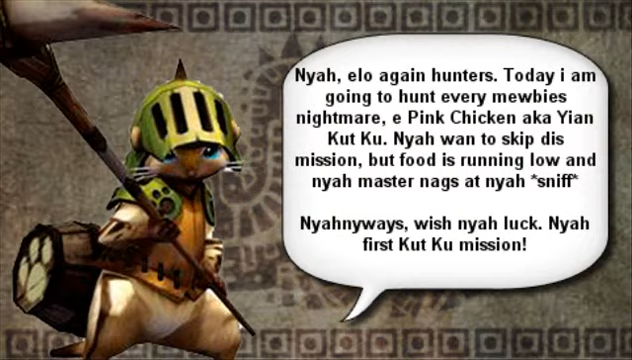 Nyah, elo again hunters. Today i am
going to hunt every mewbies
nightmare, e Pink Chicken aka Yian
Kut Ku. Nyah wan to skip dis
mission, but food is running low and
nyah master nags at nyah *sniff*
Nyahnyways, wish nyah luck. Nyah
first Kut Ku mission!